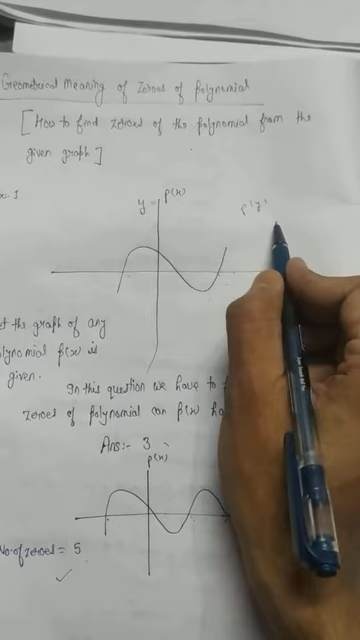 Geometrical Meaning of Zeroes of Polynomial
[How to find zeroes of the polynomial from the
given graph]
y = p(x)
the graph of any
polynomial p(x) is
given.
In this question we have to
zeroes of polynomial can p(x)
Ans:- 3
p(x)
No. of zeroes = 5